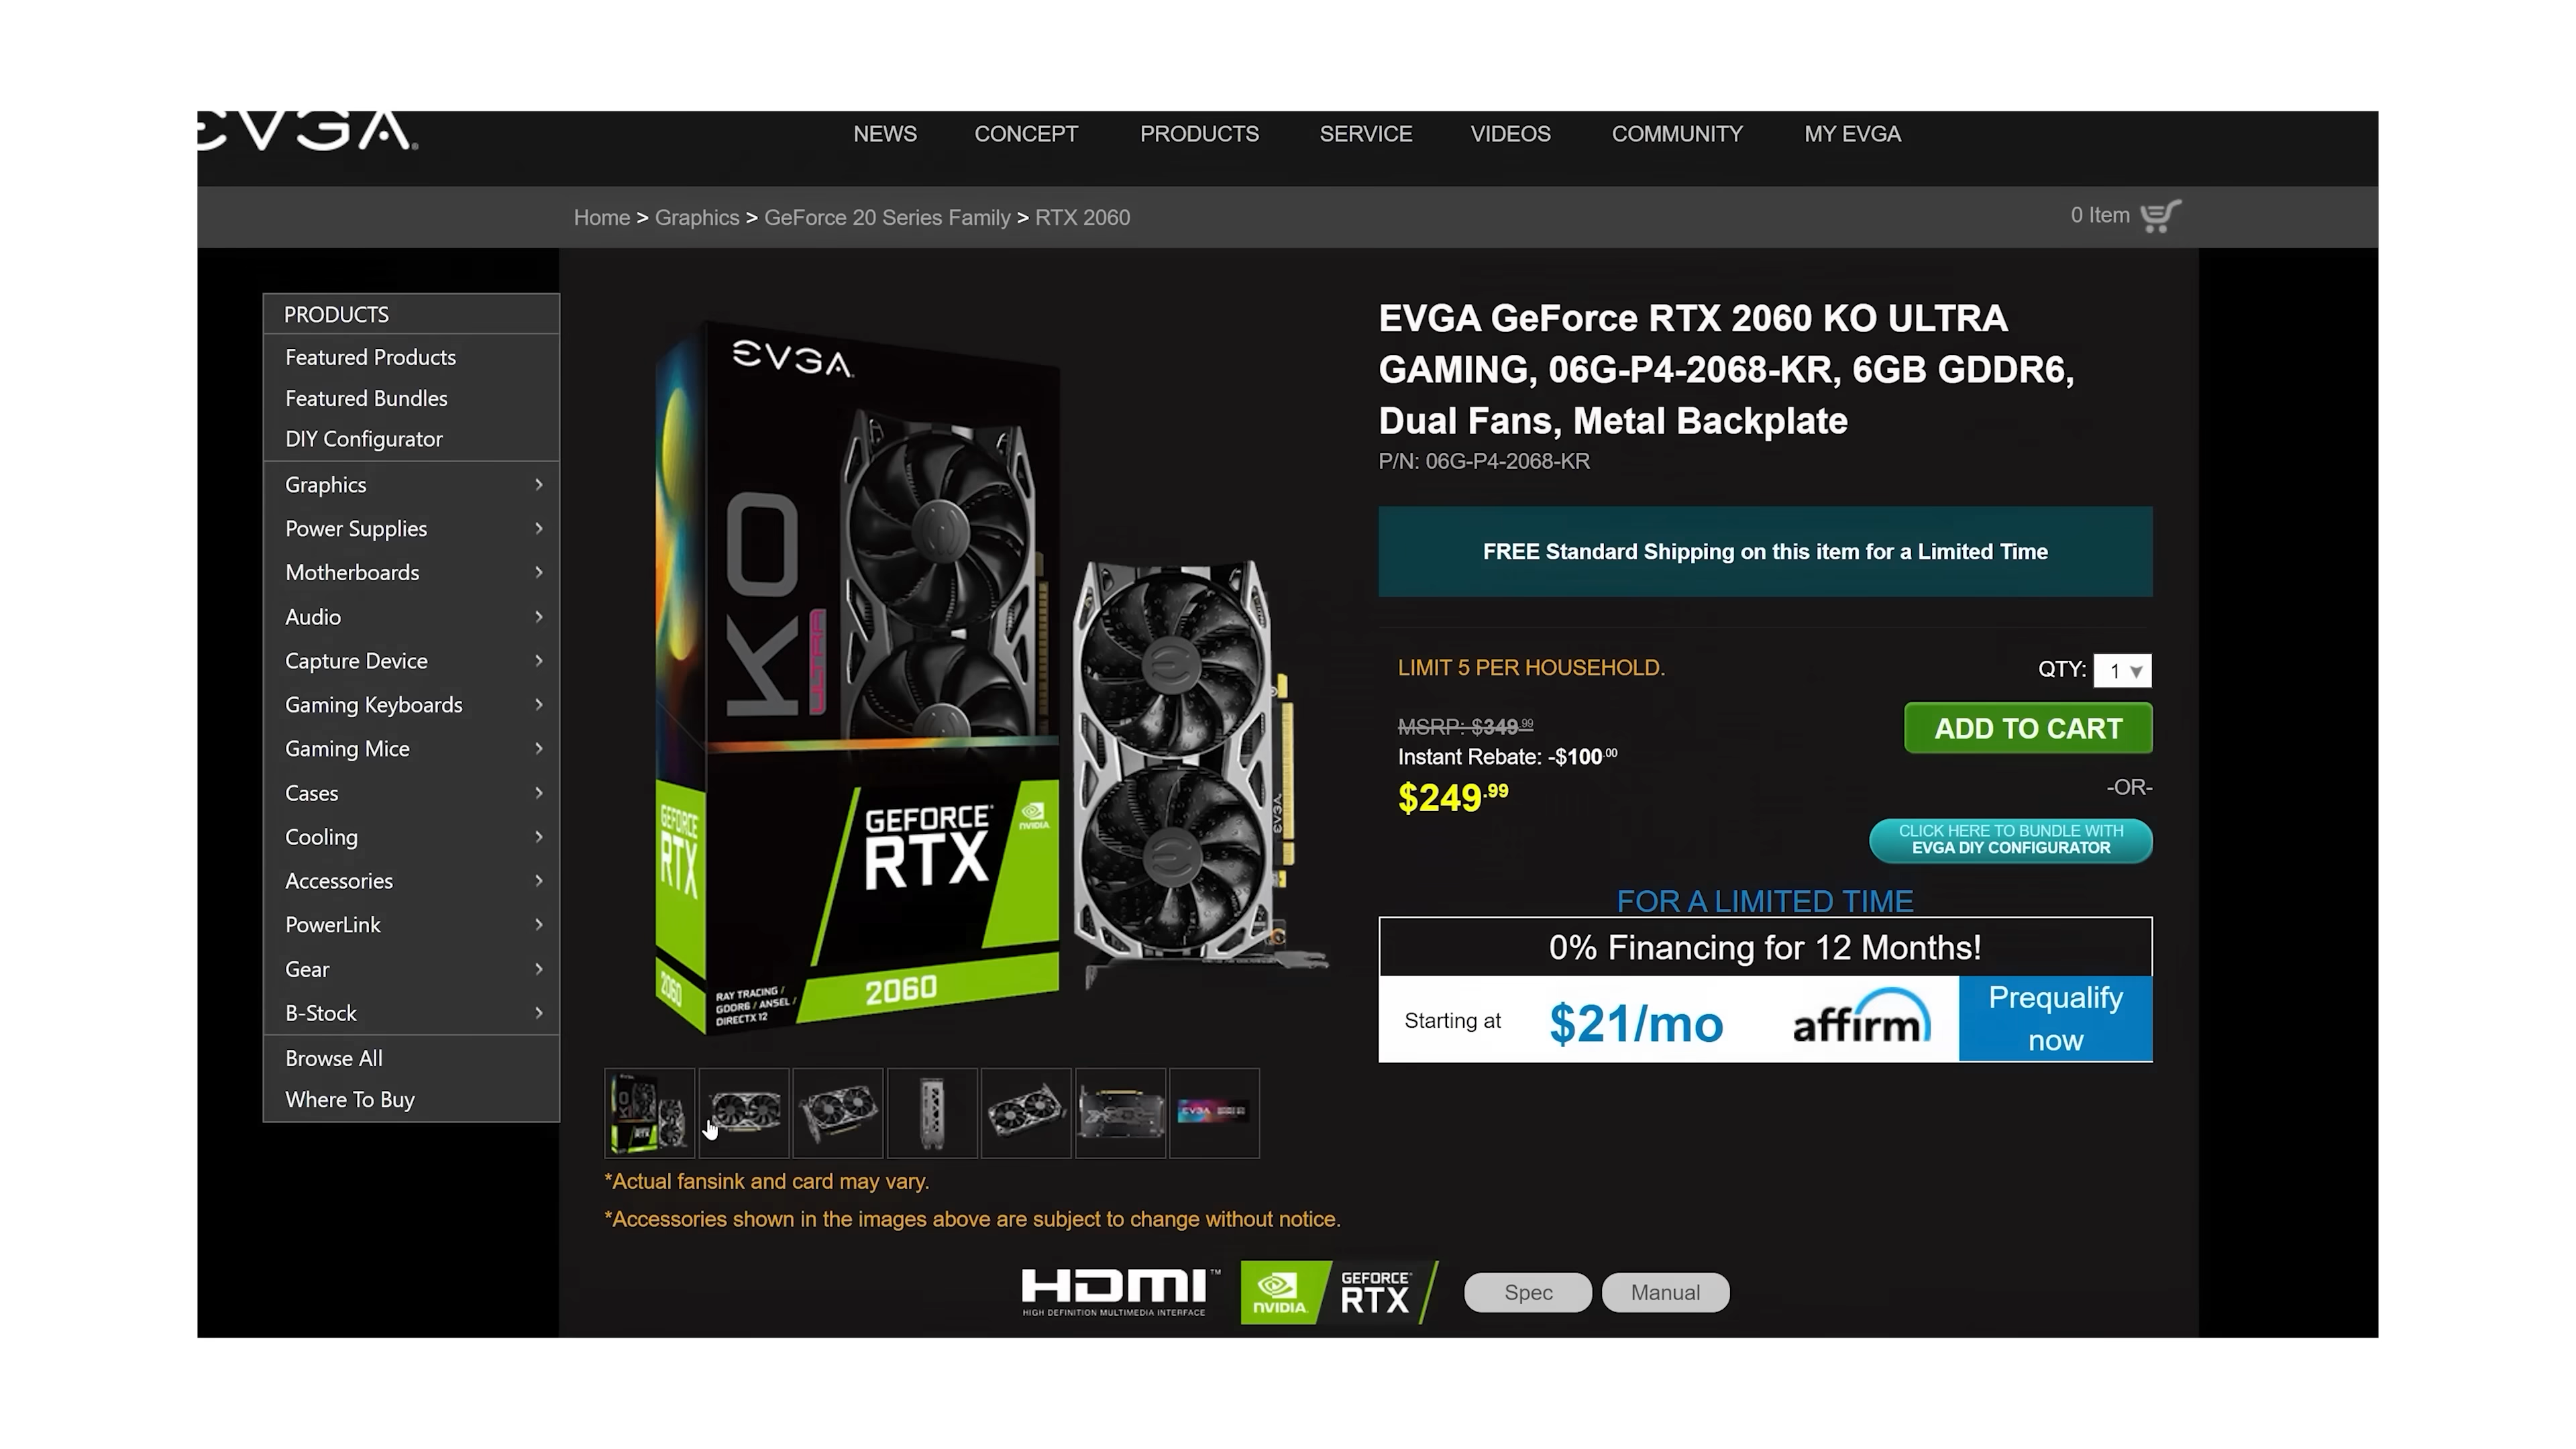 EVGA
NEWS CONCEPT PRODUCTS SERVICE VIDEOS COMMUNITY MY EVGA
Home > Graphics > GeForce 20 Series Family > RTX 2060
0 Item
PRODUCTS
Featured Products
Featured Bundles
DIY Configurator
Graphics
Power Supplies
Motherboards
Audio
Capture Device
Gaming Keyboards
Gaming Mice
Cases
Cooling
Accessories
PowerLink
Gear
B-Stock
Browse All
Where To Buy
EVGA
KO
ULTRA
GEFORCE
RTX
NVIDIA
2060
RAY TRACING /
GDDR6 / ANSEL /
DIRECTX 12
GEFORCE
RTX
2060
EVGA
EVGA GeForce RTX 2060 KO ULTRA
GAMING, 06G-P4-2068-KR, 6GB GDDR6,
Dual Fans, Metal Backplate
P/N: 06G-P4-2068-KR
FREE Standard Shipping on this item for a Limited Time
LIMIT 5 PER HOUSEHOLD.
QTY: 1
MSRP: $349.99
Instant Rebate: -$100.00
$249.99
ADD TO CART
-OR-
CLICK HERE TO BUNDLE WITH
EVGA DIY CONFIGURATOR
FOR A LIMITED TIME
0% Financing for 12 Months!
Starting at $21/mo affirm
Prequalify
now
*Actual fansink and card may vary.
*Accessories shown in the images above are subject to change without notice.
HDMI™
HIGH DEFINITION MULTIMEDIA INTERFACE
NVIDIA
GEFORCE
RTX
Spec
Manual